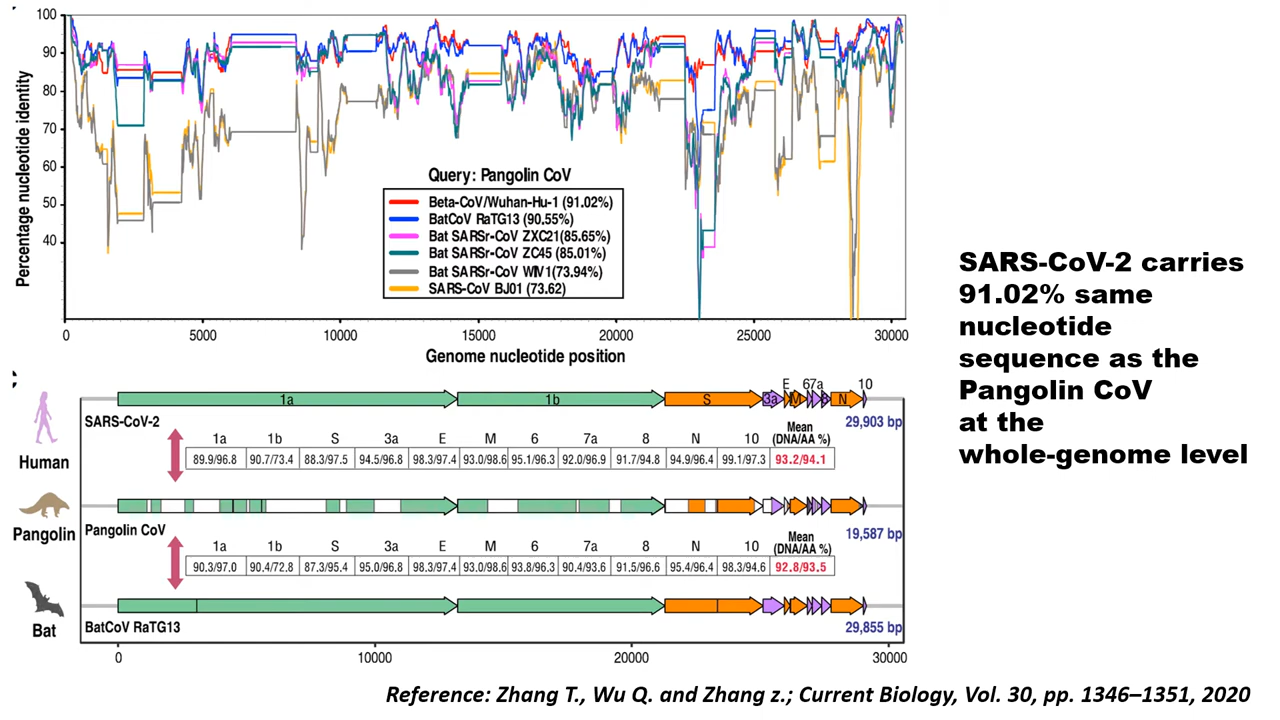 100
90
80
70
60
50
40
Percentage nucleotide identity
Query: Pangolin CoV
Beta-CoV/Wuhan-Hu-1 (91.02%)
BatCoV RaTG13 (90.55%)
Bat SARSr-CoV ZXC21(85.65%)
Bat SARSr-CoV ZC45 (85.01%)
Bat SARSr-CoV WIV1(73.94%)
SARS-CoV BJ01 (73.62)
0 5000 10000 15000 20000 25000 30000
Genome nucleotide position
SARS-CoV-2 carries
91.02% same
nucleotide
sequence as the
Pangolin CoV
at the
whole-genome level
E 67a 10
1a 1b S 3a M N
SARS-CoV-2
29,903 bp
Human
1a 1b S 3a E M 6 7a 8 N 10 Mean (DNA/AA %)
89.9/96.8 90.7/73.4 88.3/97.5 94.5/96.8 98.3/97.4 93.0/98.6 95.1/96.3 92.0/96.9 91.7/94.8 94.9/96.4 99.1/97.3 93.2/94.1
Pangolin
Pangolin CoV
19,587 bp
1a 1b S 3a E M 6 7a 8 N 10 Mean (DNA/AA %)
90.3/97.0 90.4/72.8 87.3/95.4 95.0/96.8 98.3/97.4 93.0/98.6 93.8/96.3 90.4/93.6 91.5/96.6 95.4/96.4 98.3/94.6 92.8/93.5
Bat
BatCoV RaTG13
29,855 bp
0 10000 20000 30000
Reference: Zhang T., Wu Q. and Zhang z.; Current Biology, Vol. 30, pp. 1346–1351, 2020